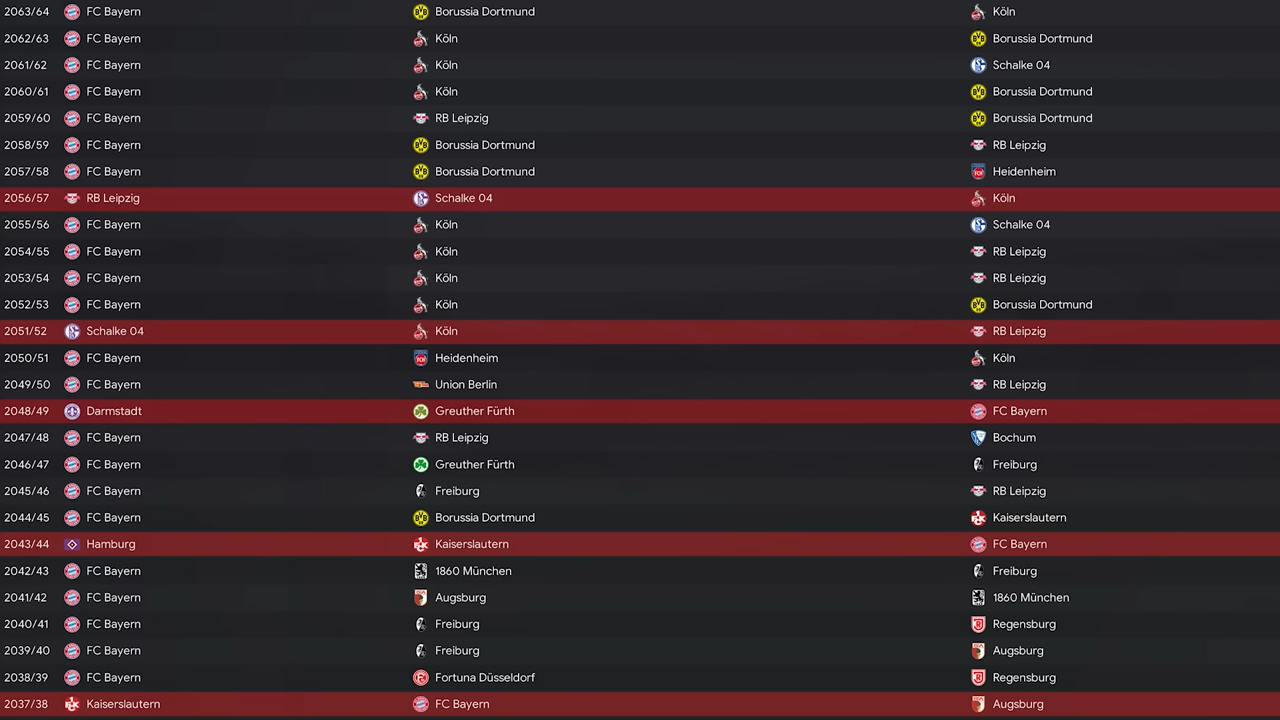 2063/64 FC Bayern Borussia Dortmund Köln
2062/63 FC Bayern Köln Borussia Dortmund
2061/62 FC Bayern Köln Schalke 04
2060/61 FC Bayern Köln Borussia Dortmund
2059/60 FC Bayern RB Leipzig Borussia Dortmund
2058/59 FC Bayern Borussia Dortmund RB Leipzig
2057/58 FC Bayern Borussia Dortmund Heidenheim
2056/57 RB Leipzig Schalke 04 Köln
2055/56 FC Bayern Köln Schalke 04
2054/55 FC Bayern Köln RB Leipzig
2053/54 FC Bayern Köln RB Leipzig
2052/53 FC Bayern Köln Borussia Dortmund
2051/52 Schalke 04 Köln RB Leipzig
2050/51 FC Bayern Heidenheim Köln
2049/50 FC Bayern Union Berlin RB Leipzig
2048/49 Darmstadt Greuther Fürth FC Bayern
2047/48 FC Bayern RB Leipzig Bochum
2046/47 FC Bayern Greuther Fürth Freiburg
2045/46 FC Bayern Freiburg RB Leipzig
2044/45 FC Bayern Borussia Dortmund Kaiserslautern
2043/44 Hamburg Kaiserslautern FC Bayern
2042/43 FC Bayern 1860 München Freiburg
2041/42 FC Bayern Augsburg 1860 München
2040/41 FC Bayern Freiburg Regensburg
2039/40 FC Bayern Freiburg Augsburg
2038/39 FC Bayern Fortuna Düsseldorf Regensburg
2037/38 Kaiserslautern FC Bayern Augsburg